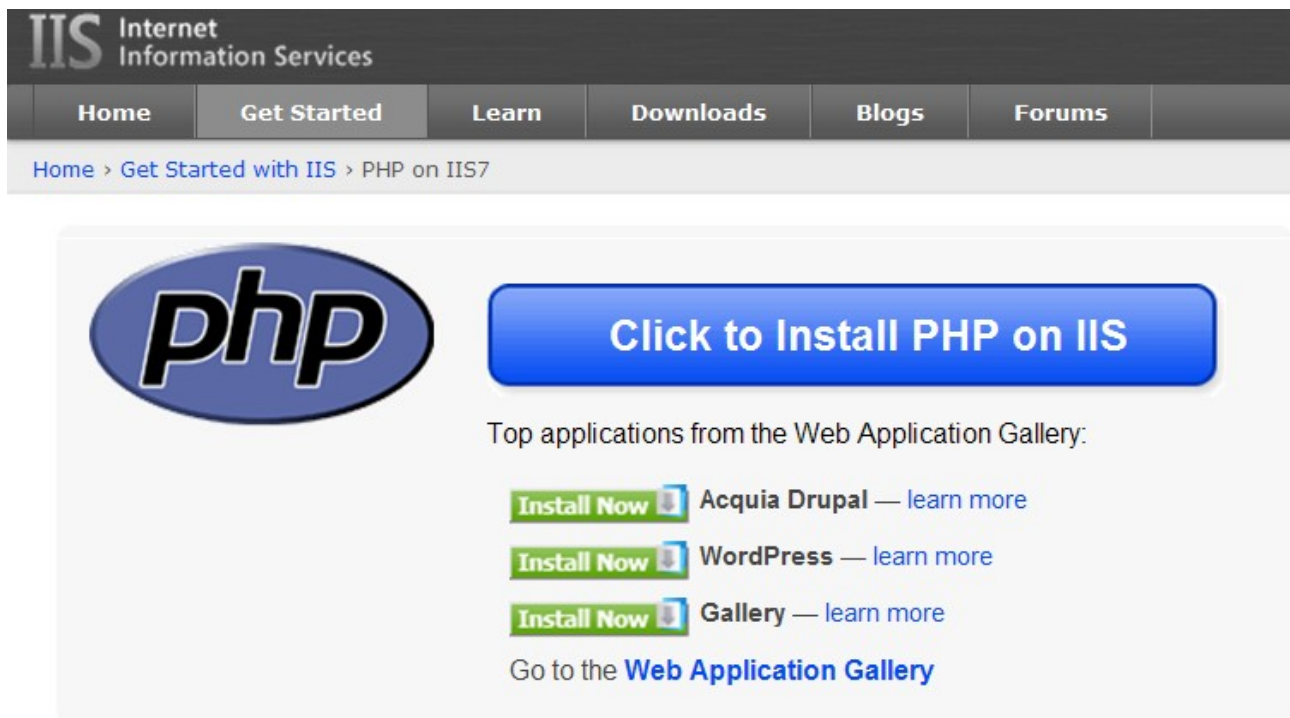 IIS Internet
Information Services
Home Get Started Learn Downloads Blogs Forums
Home › Get Started with IIS › PHP on IIS7
php
Click to Install PHP on IIS
Top applications from the Web Application Gallery:
Install Now Acquia Drupal — learn more
Install Now WordPress — learn more
Install Now Gallery — learn more
Go to the Web Application Gallery